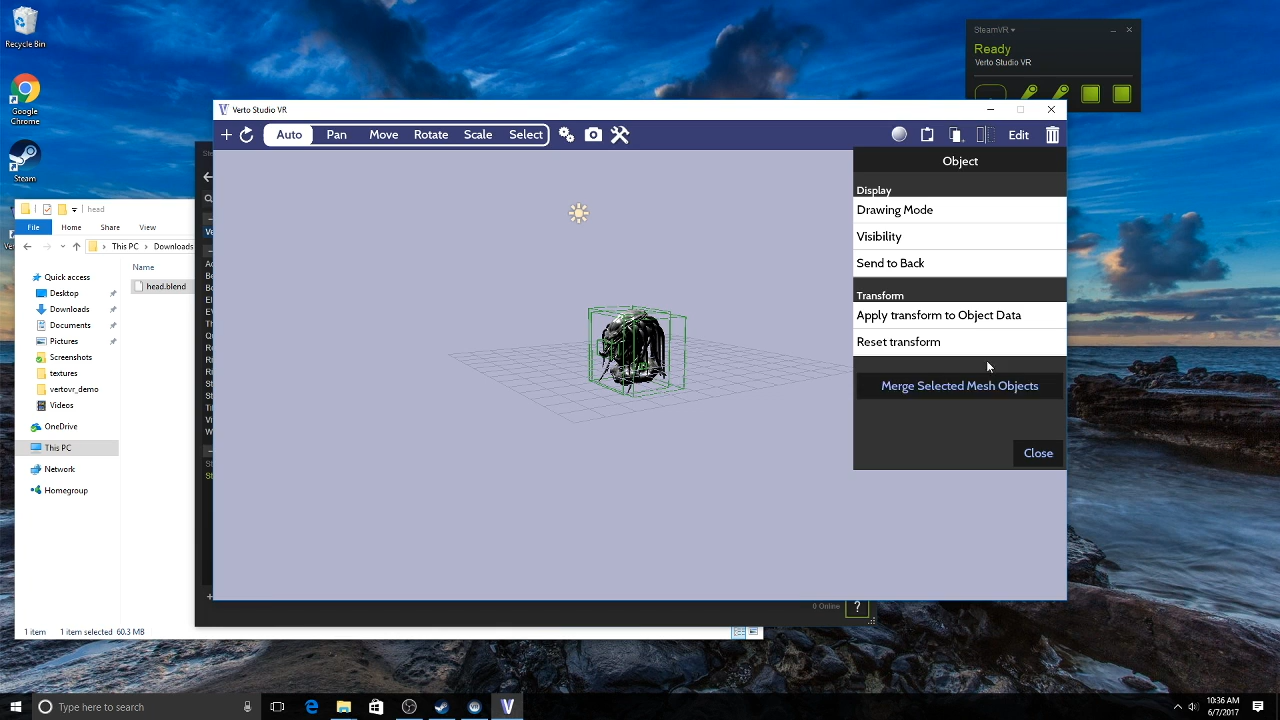 Recycle Bin
Google
Chrome
Steam
SteamVR
Ready
Verto Studio VR
Verto Studio VR
Auto
Pan
Move
Rotate
Scale
Select
Edit
Object
Display
Drawing Mode
Visibility
Send to Back
Transform
Apply transform to Object Data
Reset transform
Merge Selected Mesh Objects
Close
head
File
Home
Share
View
This PC
Downloads
Name
head.blend
Quick access
Desktop
Downloads
Documents
Pictures
Screenshots
textures
vertovr_demo
Videos
OneDrive
This PC
Network
Homegroup
1 item
1 item selected
60.3 MB
0 Online
?
Type here to search
10:36 AM
6/7/2017